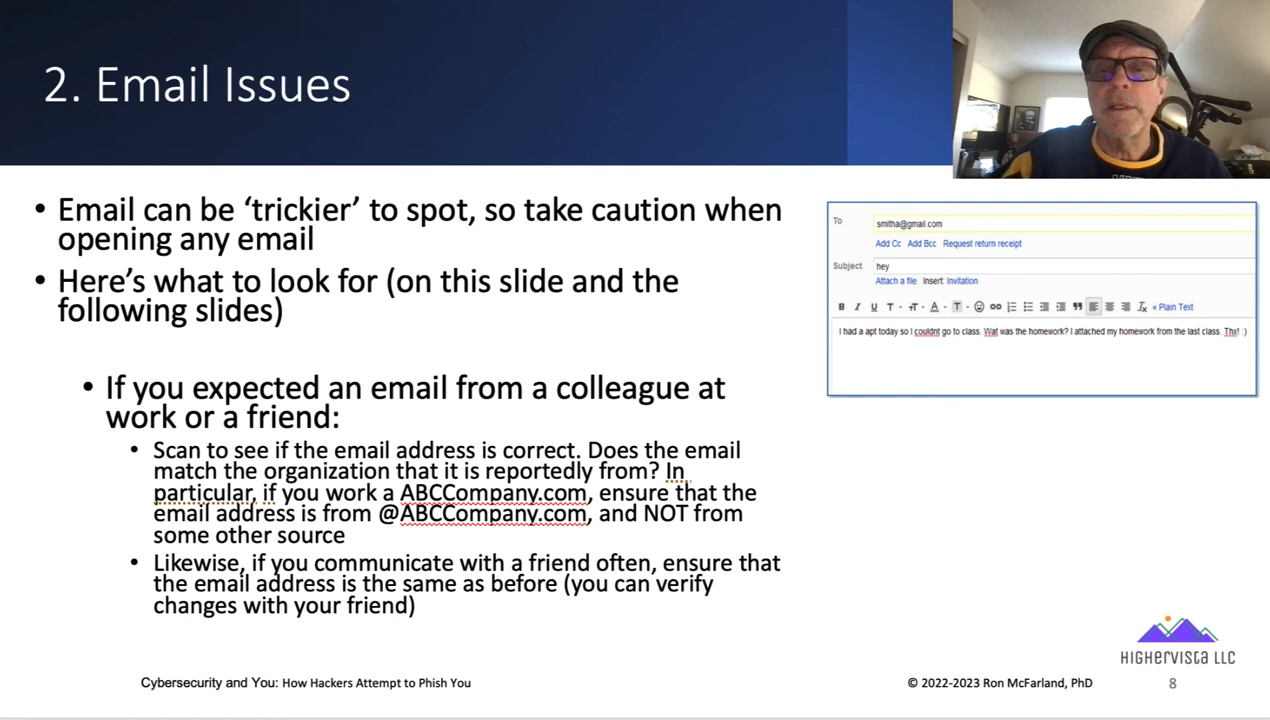 2. Email Issues
• Email can be ‘trickier’ to spot, so take caution when
opening any email
• Here’s what to look for (on this slide and the
following slides)
• If you expected an email from a colleague at
work or a friend:
• Scan to see if the email address is correct. Does the email
match the organization that it is reportedly from? In
particular, if you work a ABCCompany.com, ensure that the
email address is from @ABCCompany.com, and NOT from
some other source
• Likewise, if you communicate with a friend often, ensure that
the email address is the same as before (you can verify
changes with your friend)
To smitha@gmail.com
Add Cc Add Bcc Request return receipt
Subject hey
Attach a file Insert: Invitation
B I U T T A T « Plain Text
I had a apt today so I couldnt go to class. Wat was the homework? I attached my homework from the last class. Thx! :)
HIGHERVISTA LLC
Cybersecurity and You: How Hackers Attempt to Phish You
© 2022-2023 Ron McFarland, PhD
8